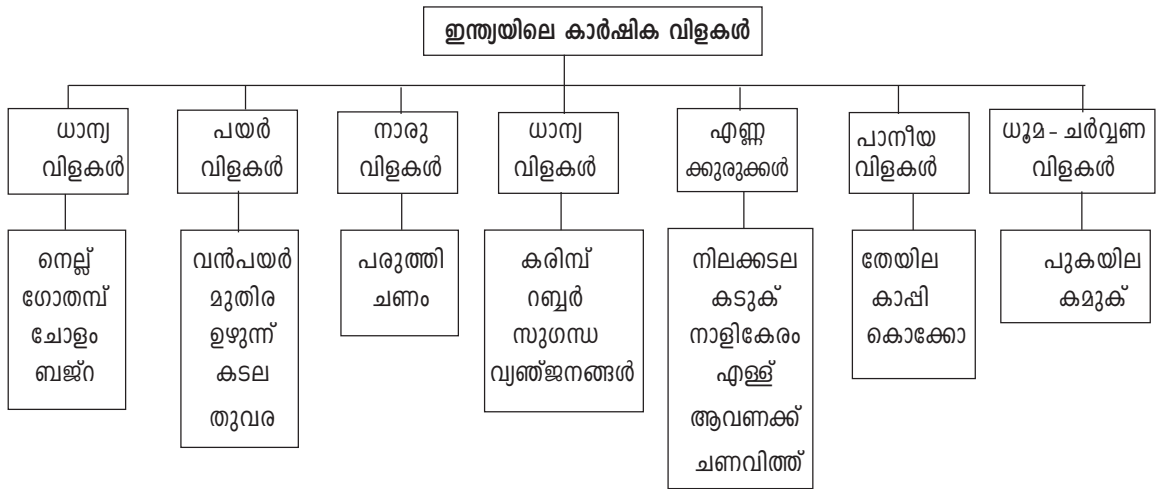 ഇന്ത്യയിലെ കാർഷിക വിളകൾ
ധാന്യ
വിളകൾ
നെല്ല്
ഗോതമ്പ്
ചോളം
ബജ്റ
പയർ
വിളകൾ
വൻപയർ
മുതിര
ഉഴുന്ന്
കടല
തുവര
നാരു
വിളകൾ
പരുത്തി
ചണം
ധാന്യ
വിളകൾ
കരിമ്പ്
റബ്ബർ
സുഗന്ധ
വ്യഞ്ജനങ്ങൾ
എണ്ണ
ക്കുരുക്കൾ
നിലക്കടല
കടുക്
നാളികേരം
എള്ള്
ആവണക്ക്
ചണവിത്ത്
പാനീയ
വിളകൾ
തേയില
കാപ്പി
കൊക്കോ
ധൂമ - ചർവ്വണ
വിളകൾ
പുകയില
കമുക്